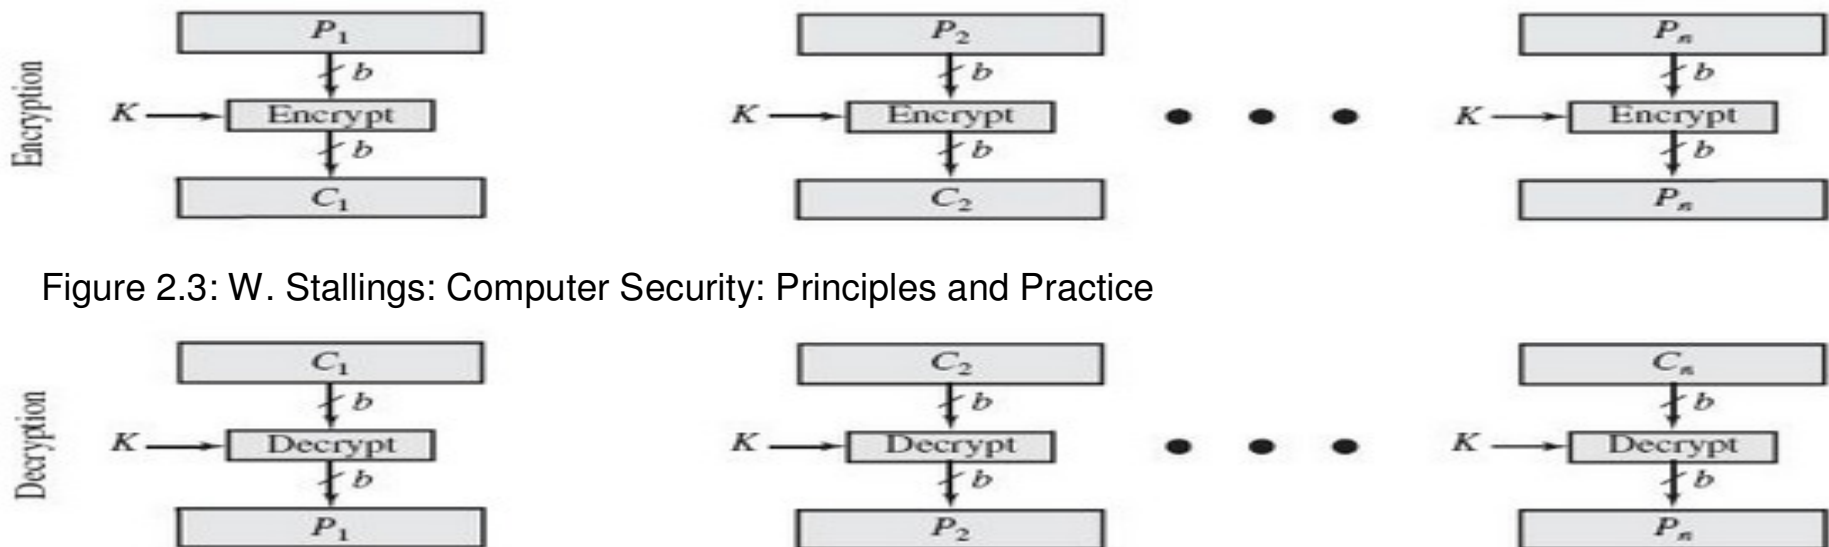 P1 P2 Pn
b b b
Encryption
K Encrypt K Encrypt K Encrypt
b b b
C1 C2 Pn
Figure 2.3: W. Stallings: Computer Security: Principles and Practice
C1 C2 Cn
b b b
Decryption
K Decrypt K Decrypt K Decrypt
b b b
P1 P2 Pn